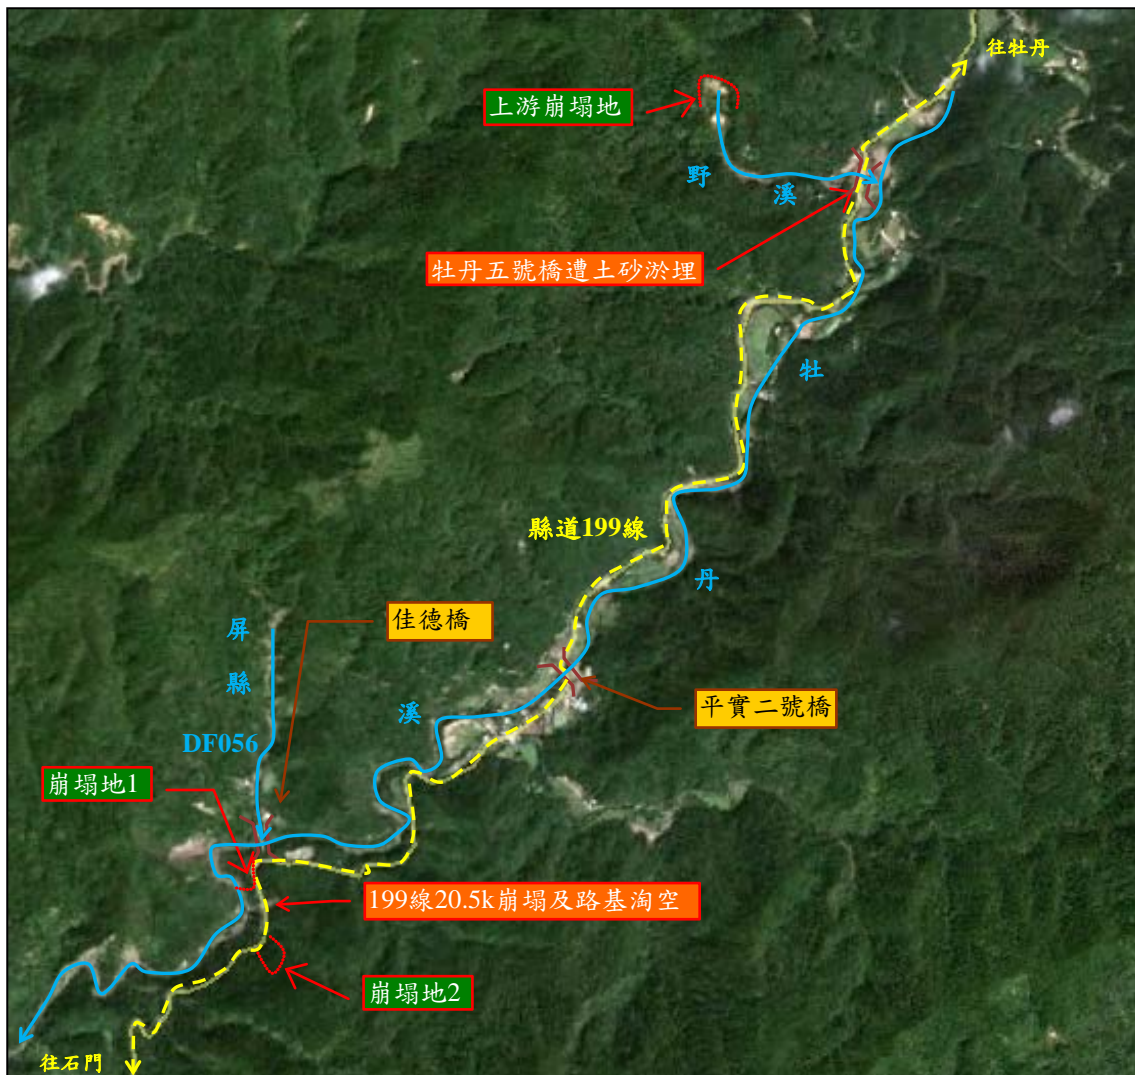 往牡丹
上游崩塌地
野
溪
牡丹五號橋遭土砂淤埋
牡
縣道199線
丹
佳德橋
屏
縣
DF056
平實二號橋
溪
崩塌地1
199線20.5k崩塌及路基淘空
崩塌地2
往石門